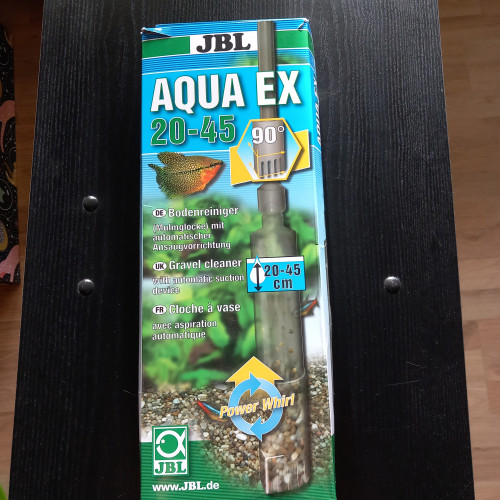 JBL
AQUA EX
20-45
90°
DE Bodenreiniger
(Mulmglocke) mit
automatischer
Ansaugvorrichtung
UK Gravel cleaner
with automatic suction
device
20-45
cm
FR Cloche à vase
avec aspiration
automatique
Power Whirl
JBL
www.JBL.de